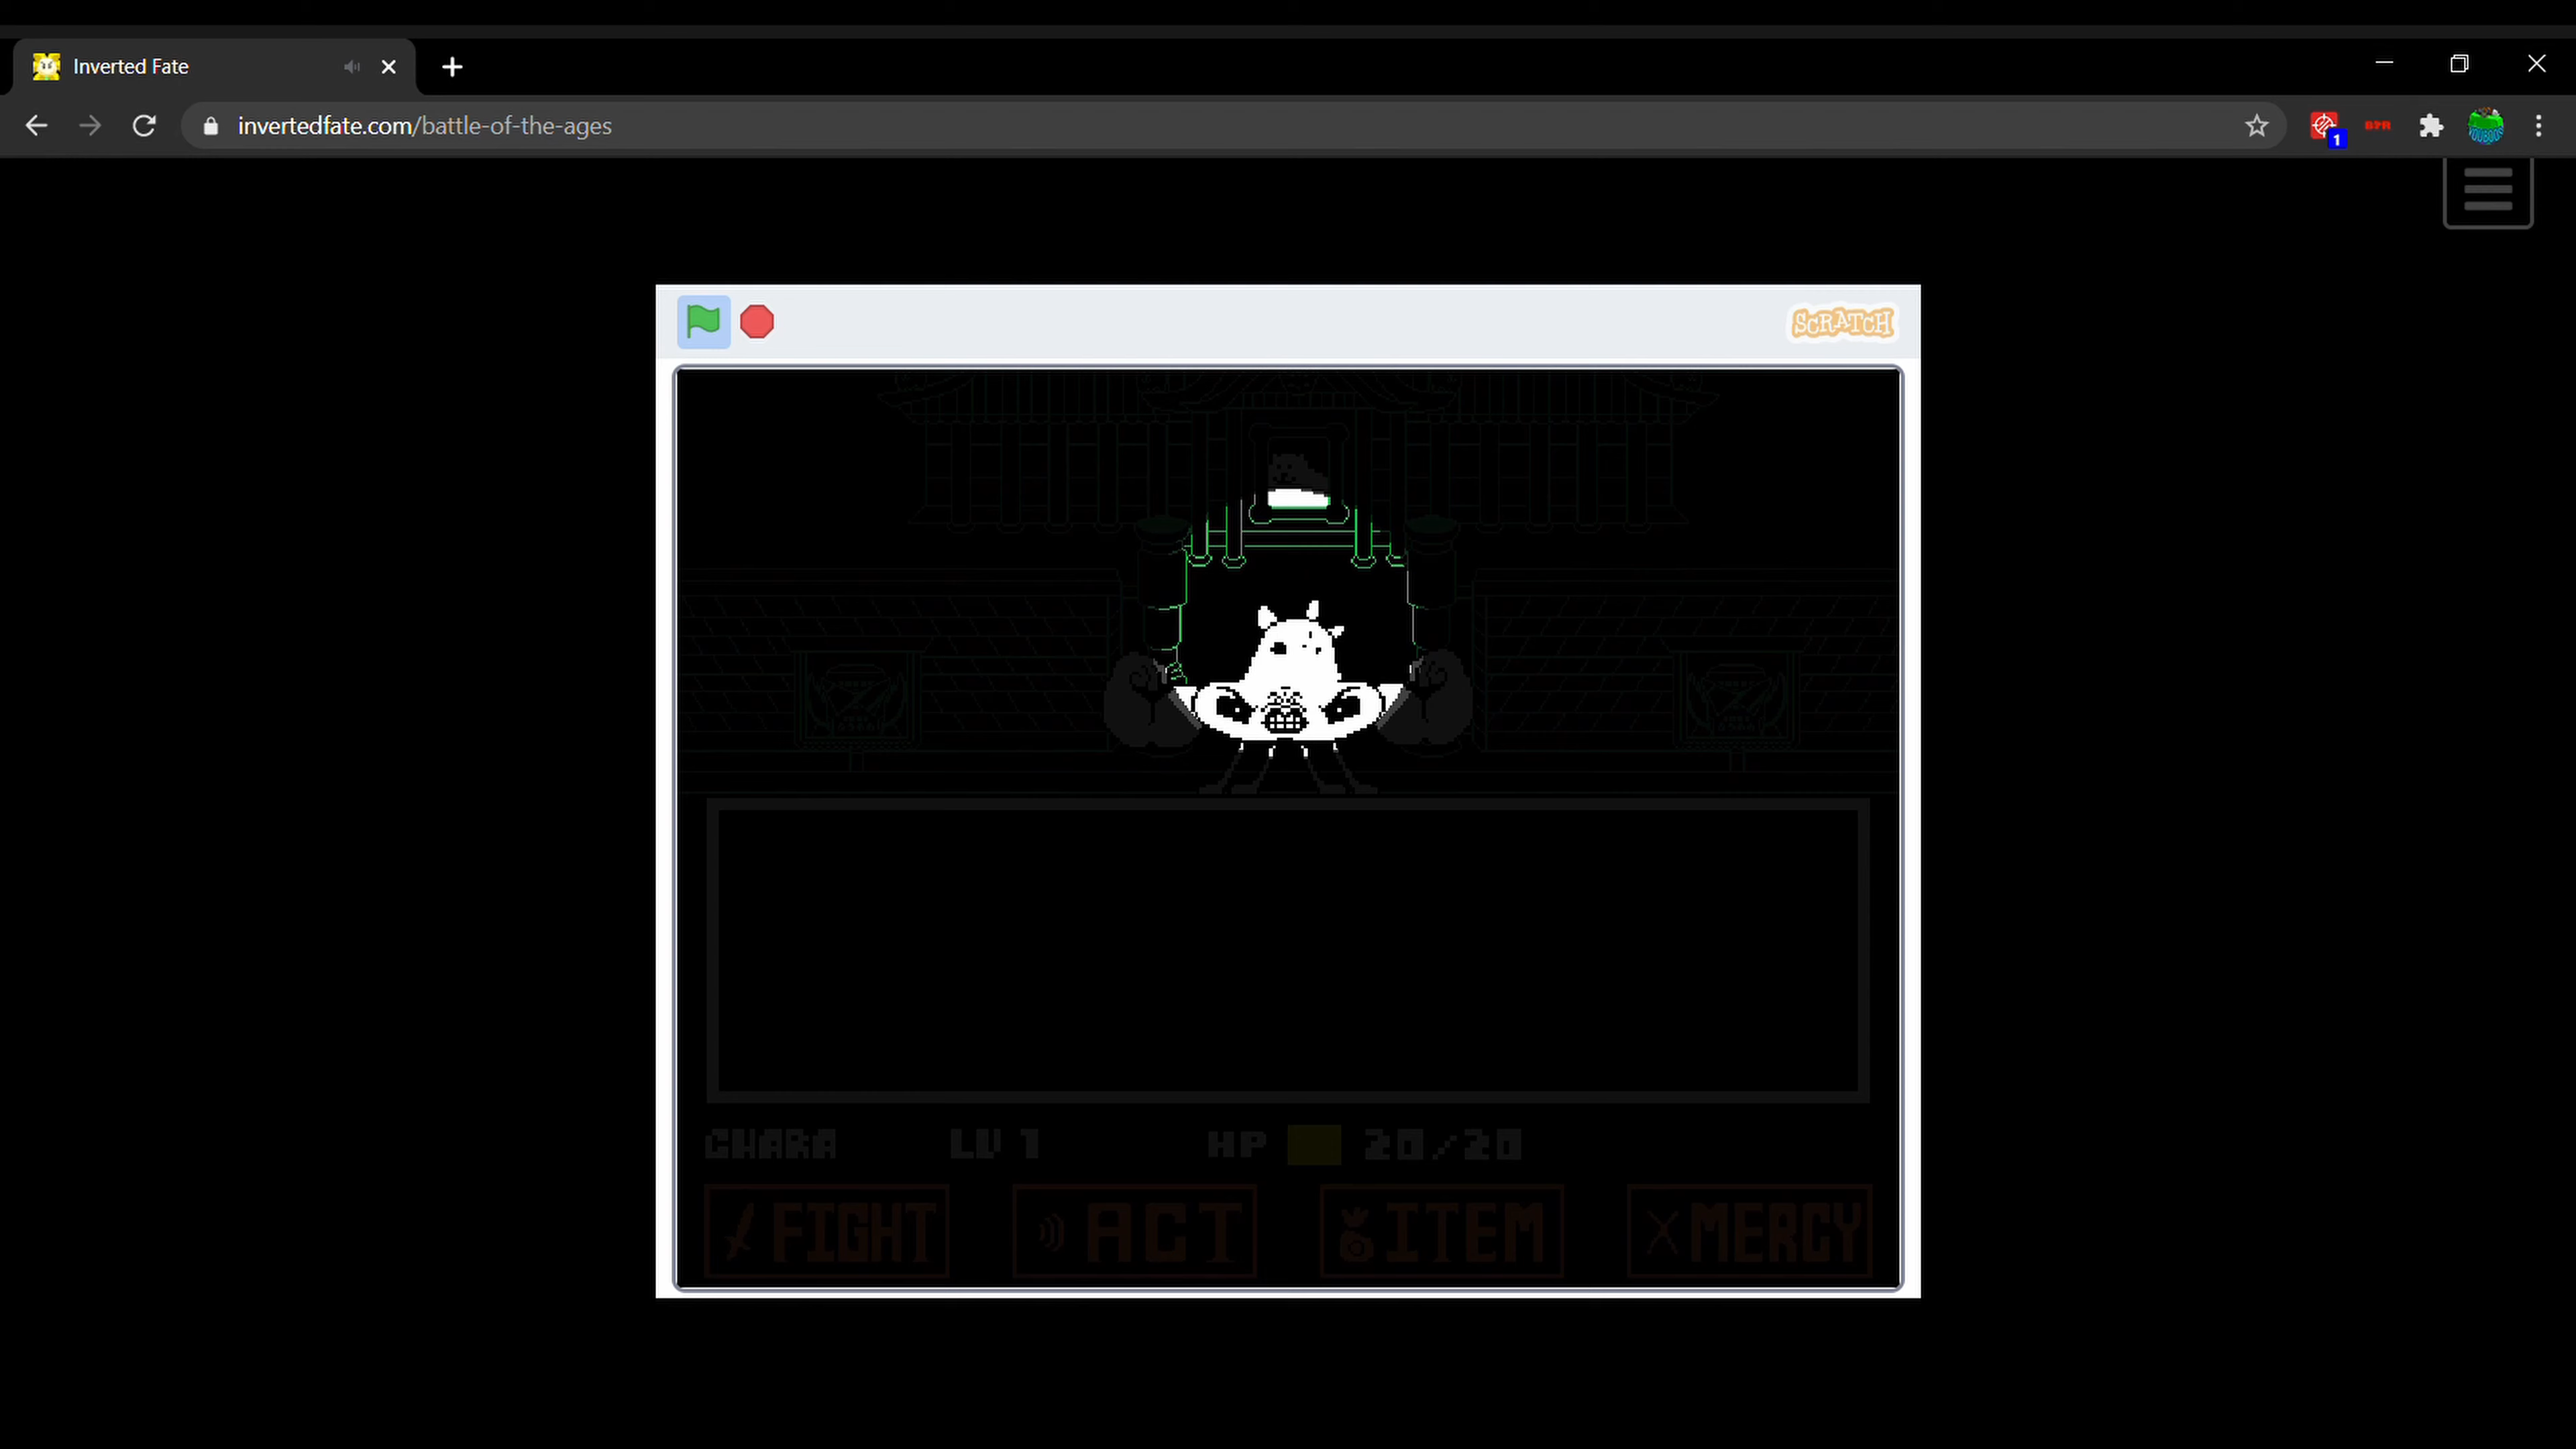 Inverted Fate
invertedfate.com/battle-of-the-ages
1
SCRATCH
CHARA LV 1 HP 20/20
FIGHT ACT ITEM MERCY